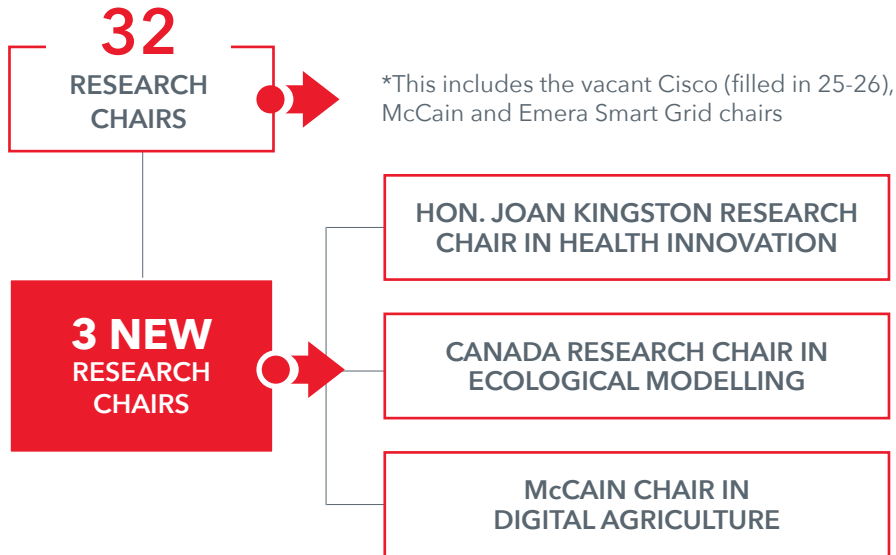 32
RESEARCH
CHAIRS
*This includes the vacant Cisco (filled in 25-26),
McCain and Emera Smart Grid chairs
3 NEW
RESEARCH
CHAIRS
HON. JOAN KINGSTON RESEARCH
CHAIR IN HEALTH INNOVATION
CANADA RESEARCH CHAIR IN
ECOLOGICAL MODELLING
McCAIN CHAIR IN
DIGITAL AGRICULTURE